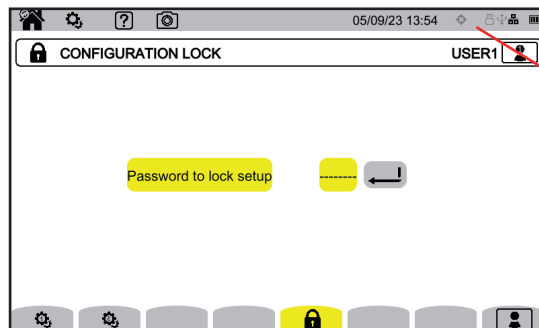 05/09/23 13:54
CONFIGURATION LOCK USER1
Password to lock setup --------